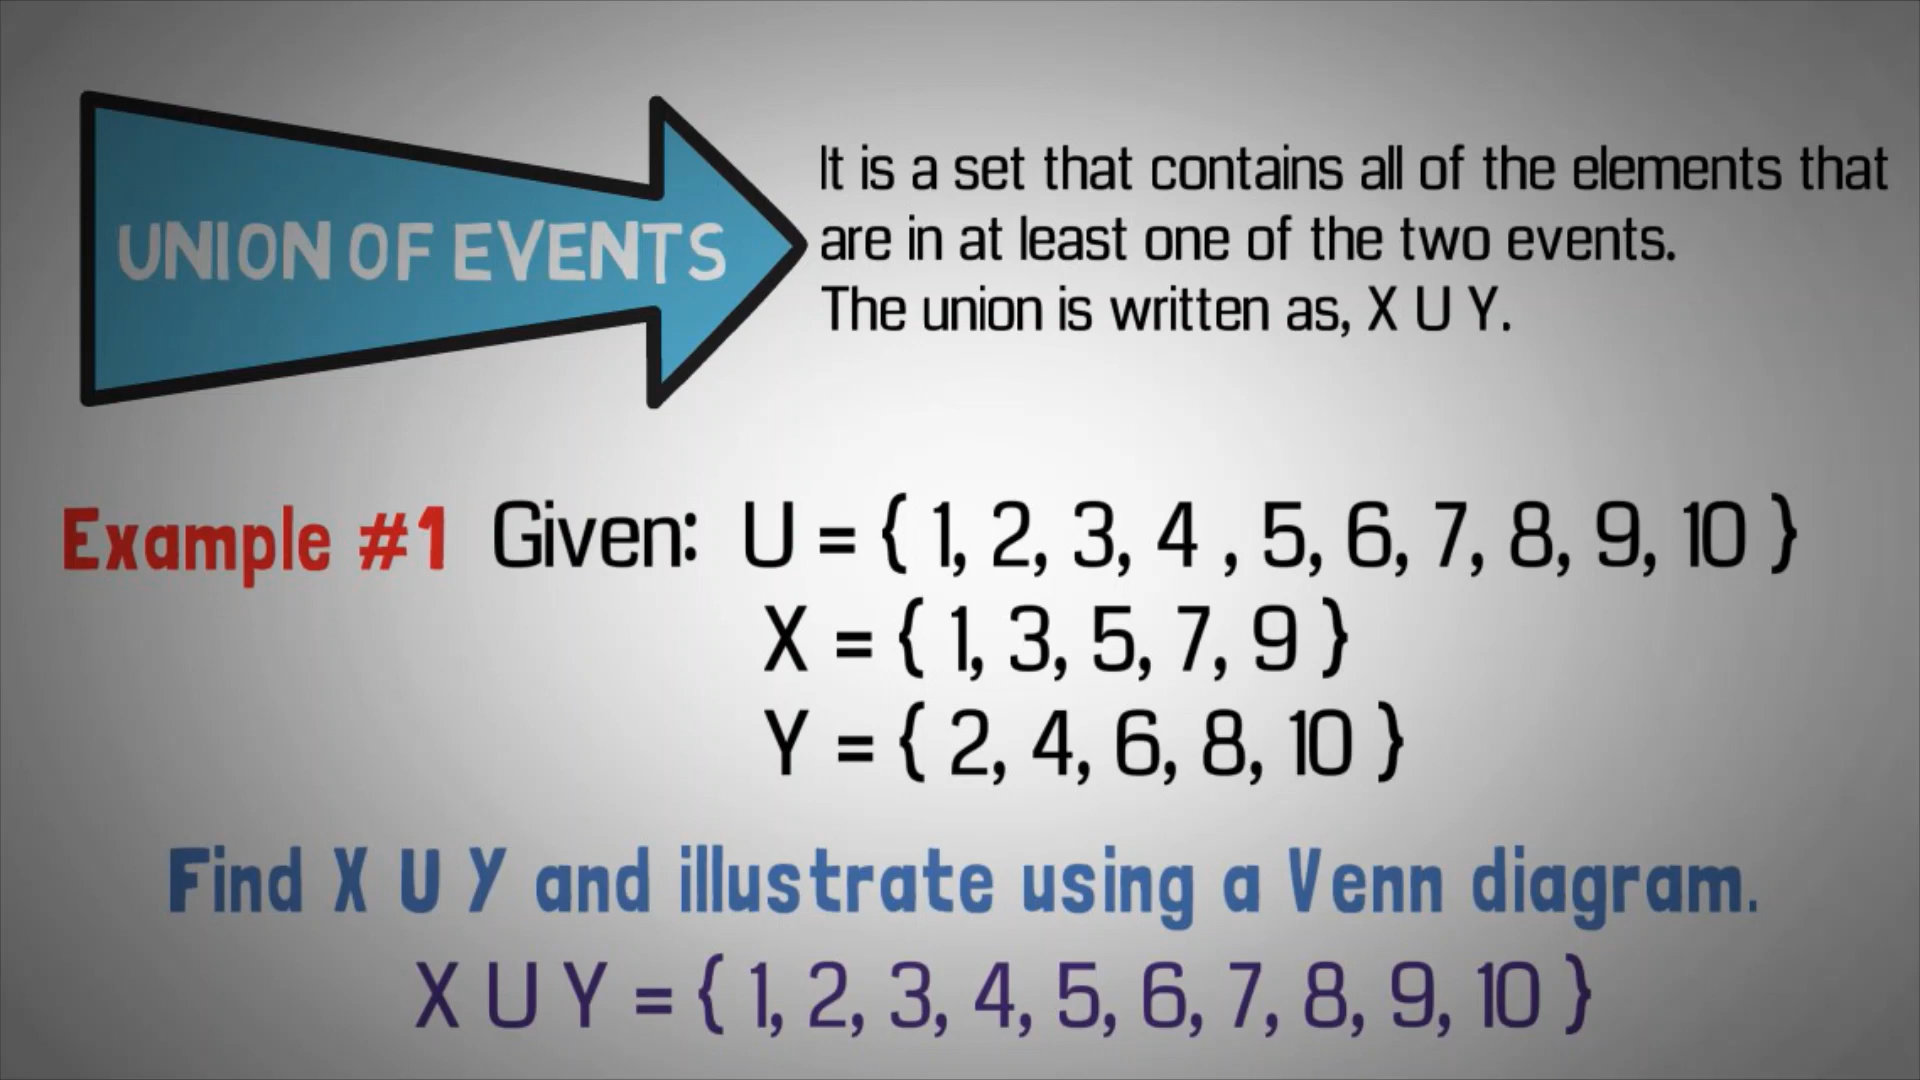 UNION OF EVENTS
It is a set that contains all of the elements that
are in at least one of the two events.
The union is written as, X U Y.
Example #1 Given: U = { 1, 2, 3, 4 , 5, 6, 7, 8, 9, 10 }
X = { 1, 3, 5, 7, 9 }
Y = { 2, 4, 6, 8, 10 }
Find X U Y and illustrate using a Venn diagram.
X U Y = { 1, 2, 3, 4, 5, 6, 7, 8, 9, 10 }